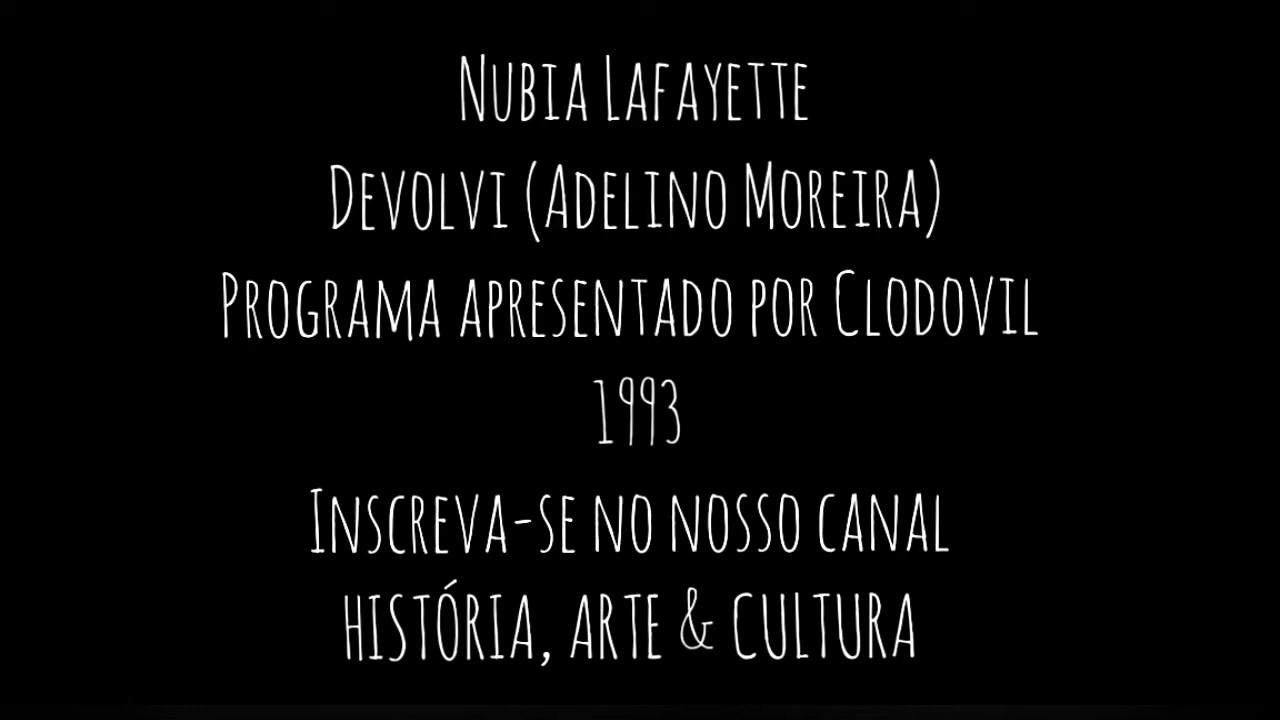 Nubia Lafayette
Devolvi (Adelino Moreira)
Programa apresentado por Clodovil
1993
Inscreva-se no nosso canal
HISTÓRIA, ARTE & CULTURA